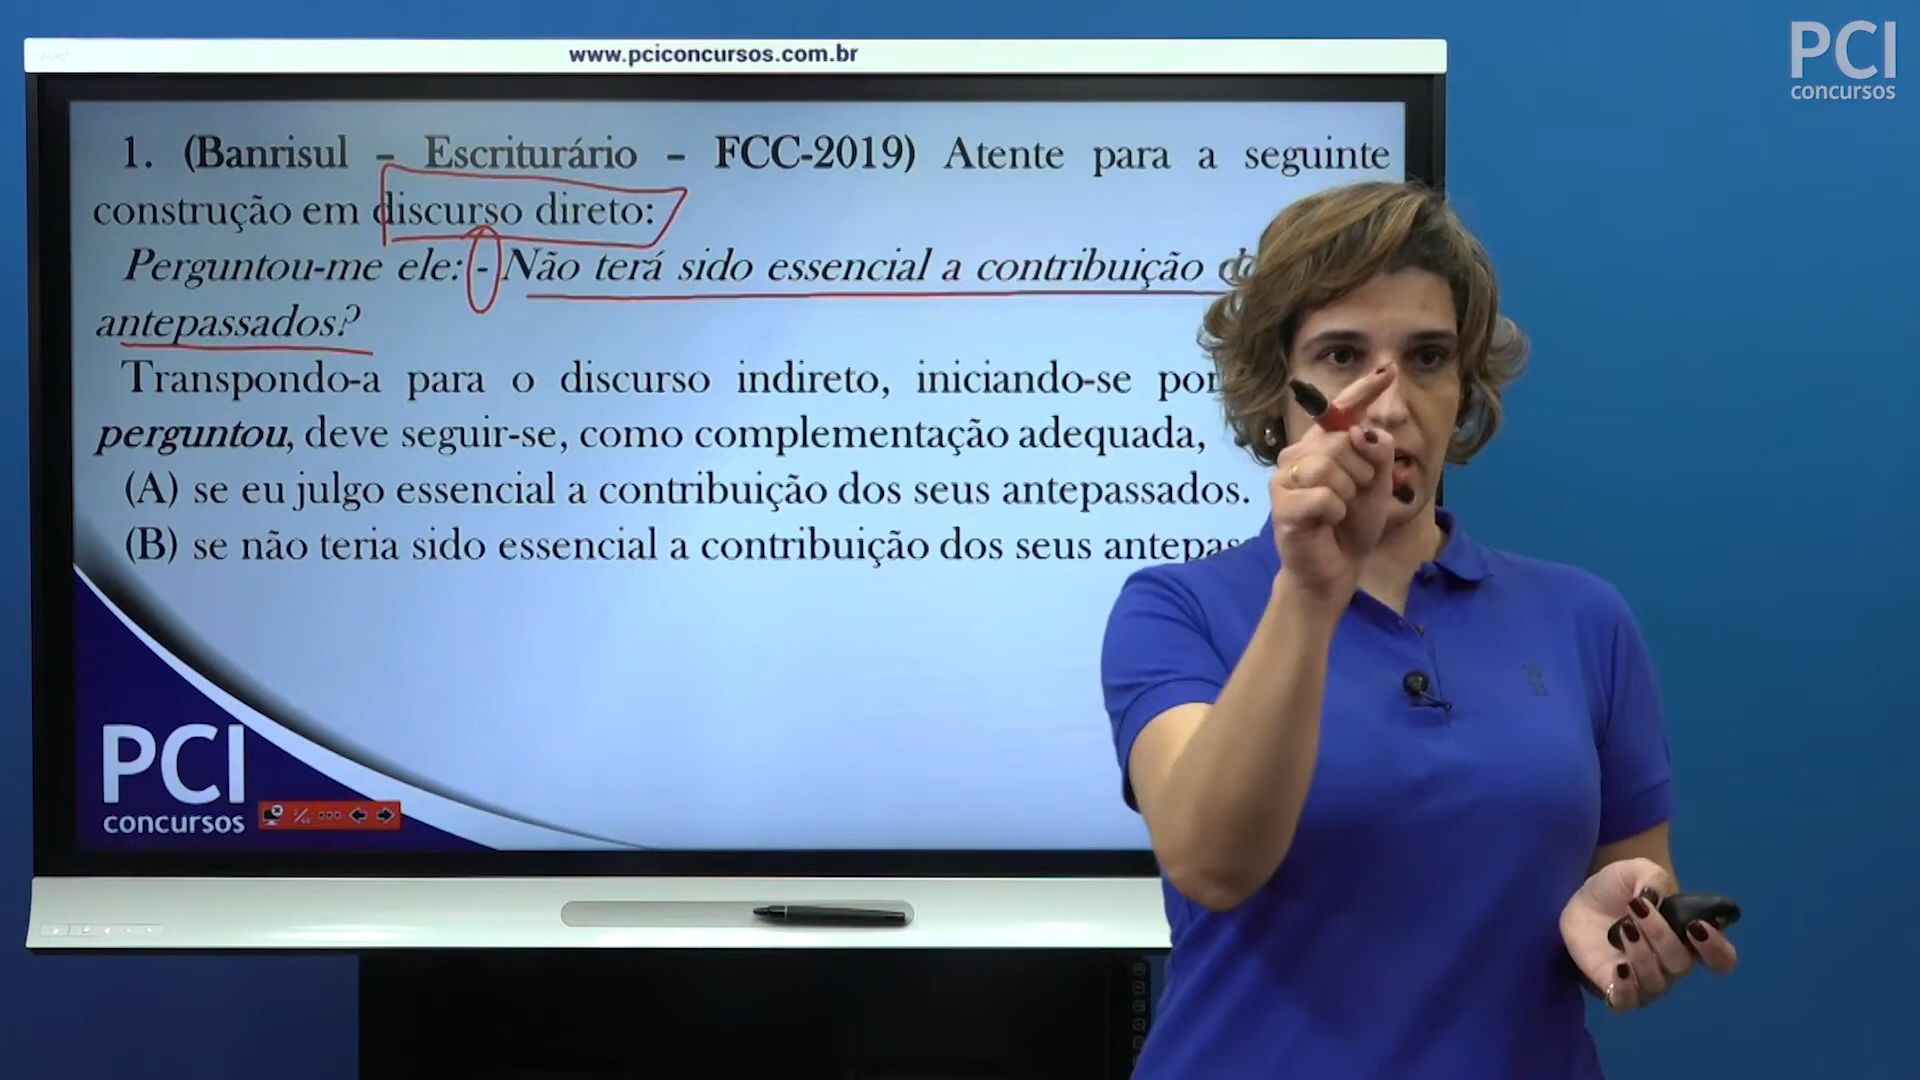 www.pciconcursos.com.br
PCI
concursos
1. (Banrisul – Escriturário – FCC-2019) Atente para a seguinte
construção em discurso direto:
Perguntou-me ele: - Não terá sido essencial a contribuição
antepassados?
Transpondo-a para o discurso indireto, iniciando-se por
perguntou, deve seguir-se, como complementação adequada,
(A) se eu julgo essencial a contribuição dos seus antepassados.
(B) se não teria sido essencial a contribuição dos seus
PCI
concursos